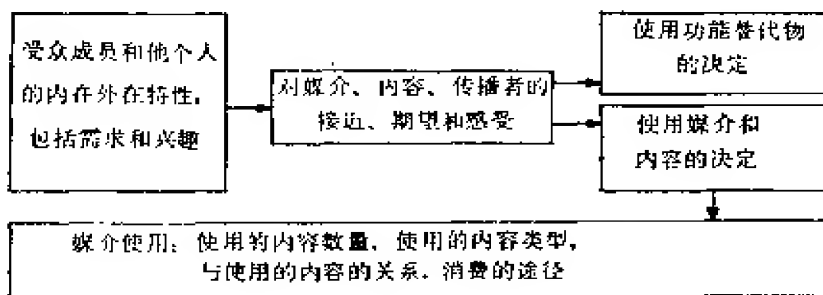 受众成员和他个人
的内在外在特性，
包括需求和兴趣
对媒介、内容、传播者的
接近、期望和感受
使用功能替代物
的决定
使用媒介和
内容的决定
媒介使用：使用的内容数量，使用的内容类型，
与使用的内容的关系．消费的途径